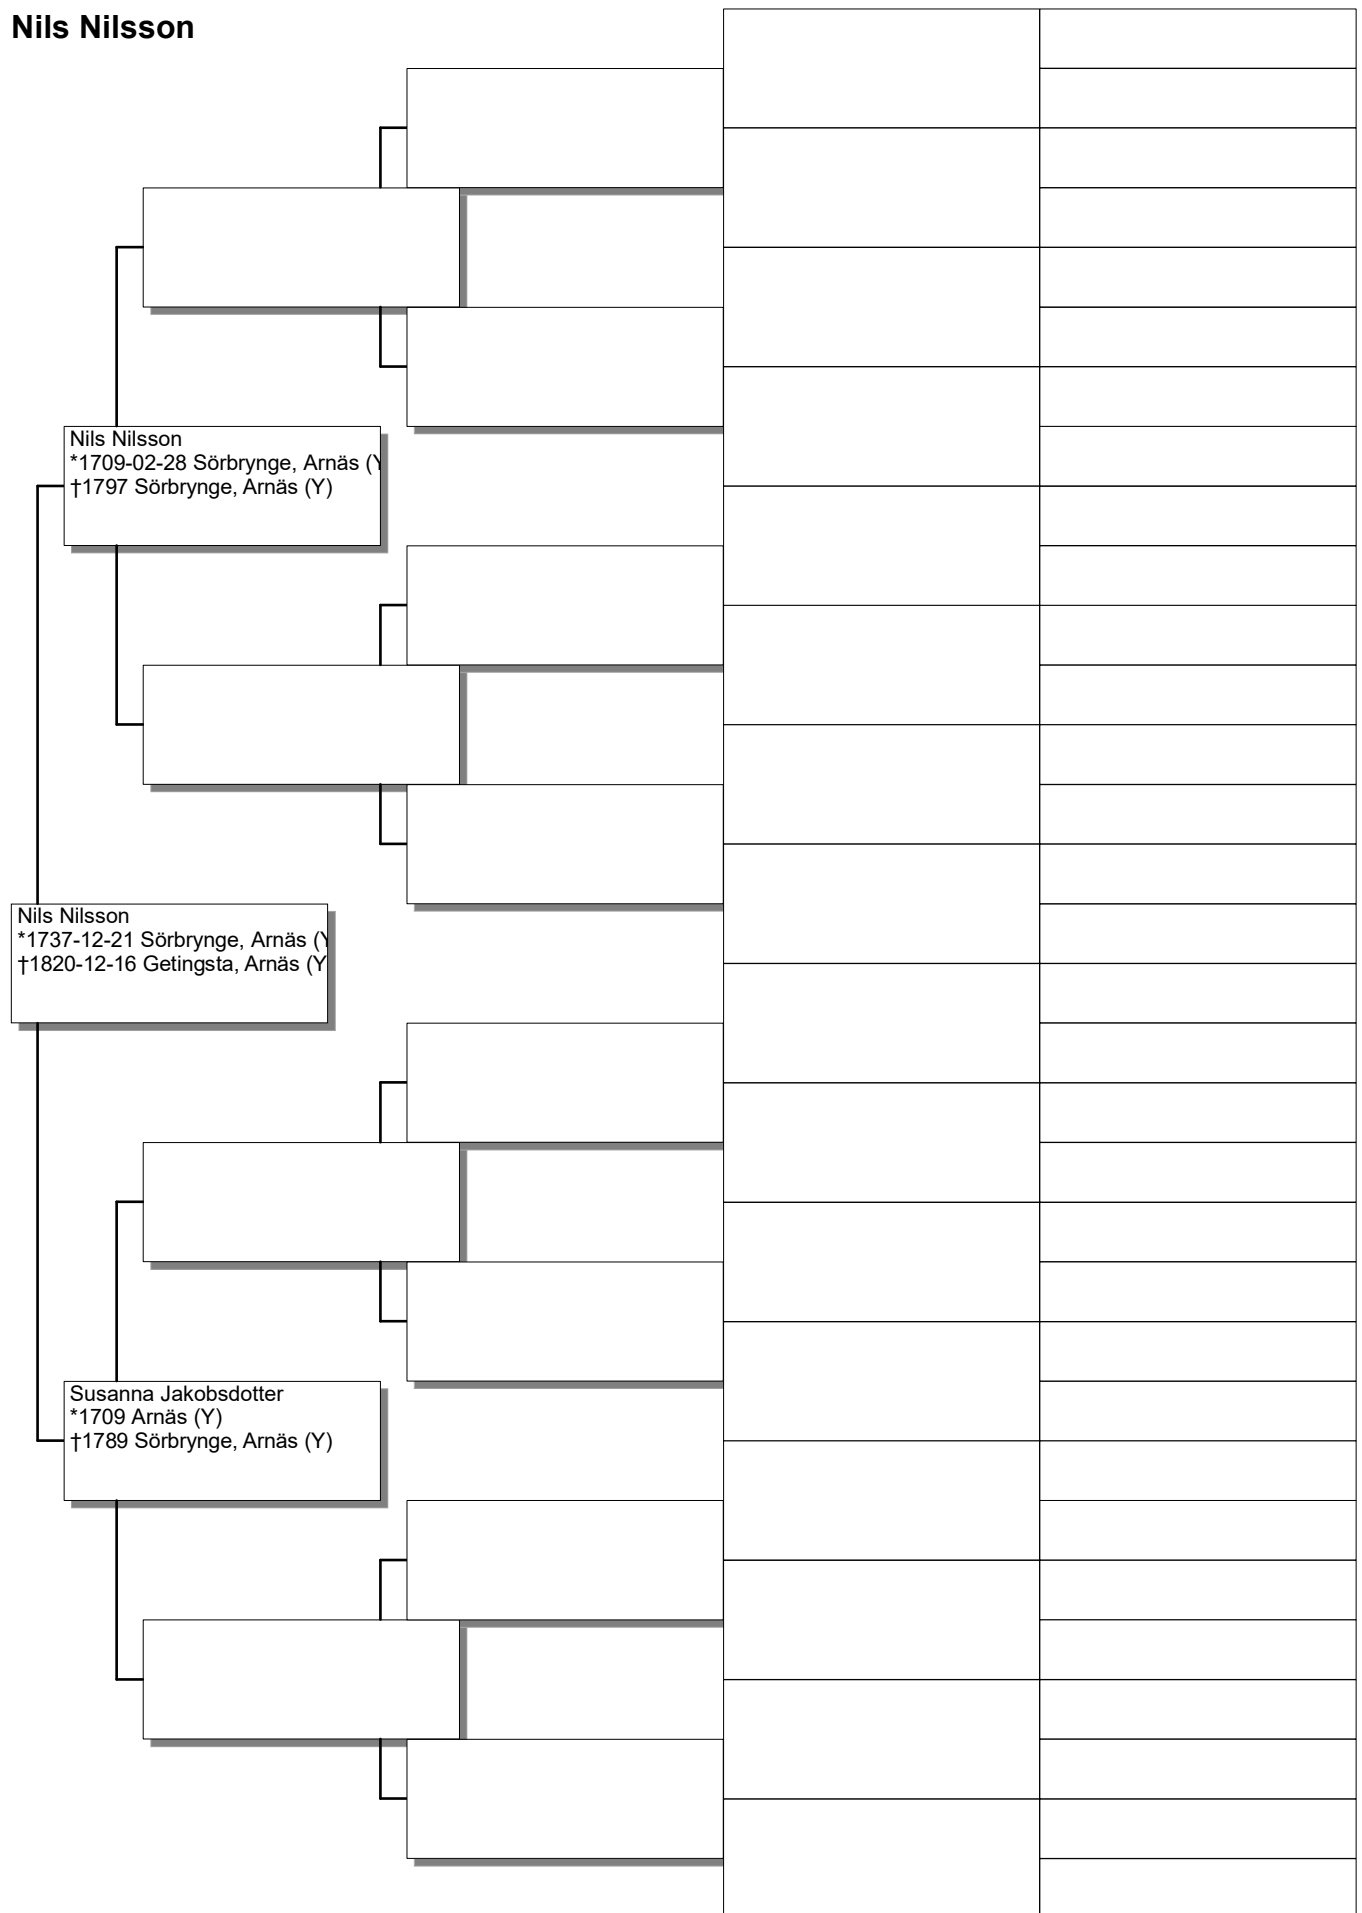 Nils Nilsson
Nils Nilsson
*1709-02-28 Sörbrynge, Arnäs (Y
†1797 Sörbrynge, Arnäs (Y)
Nils Nilsson
*1737-12-21 Sörbrynge, Arnäs (Y
†1820-12-16 Getingsta, Arnäs (Y
Susanna Jakobsdotter
*1709 Arnäs (Y)
†1789 Sörbrynge, Arnäs (Y)